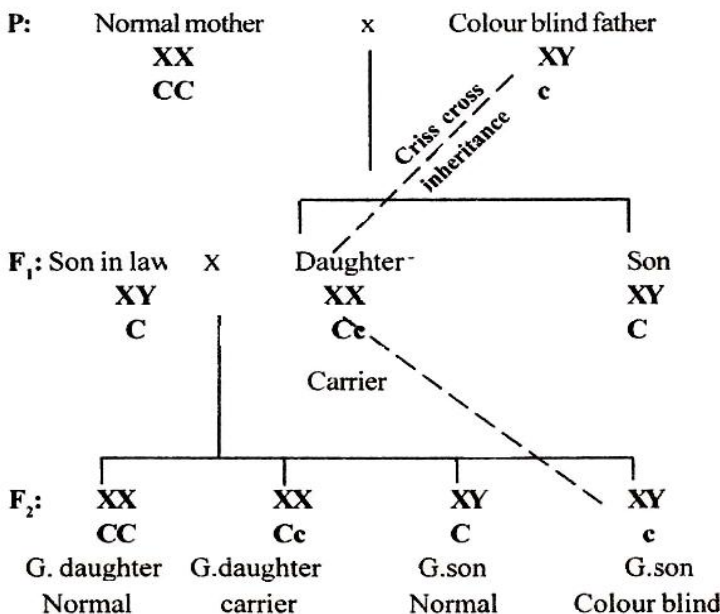 P: Normal mother x Colour blind father
XX XY
CC c
Criss cross
inheritance
F1: Son in law x Daughter Son
XY XX XY
C Cc C
Carrier
F2: XX XX XY XY
CC Cc C c
G. daughter G.daughter G.son G.son
Normal carrier Normal Colour blind